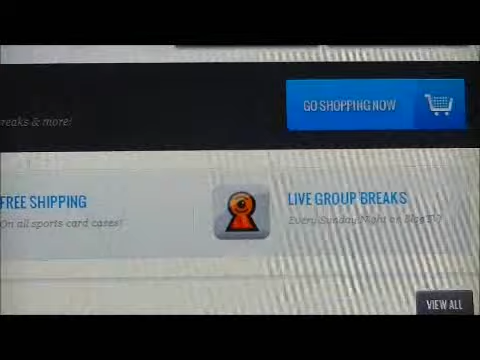 GO SHOPPING NOW
reaks & more!
FREE SHIPPING
On all sports card cases!
LIVE GROUP BREAKS
Every Sunday Night on BlogTV!
VIEW ALL